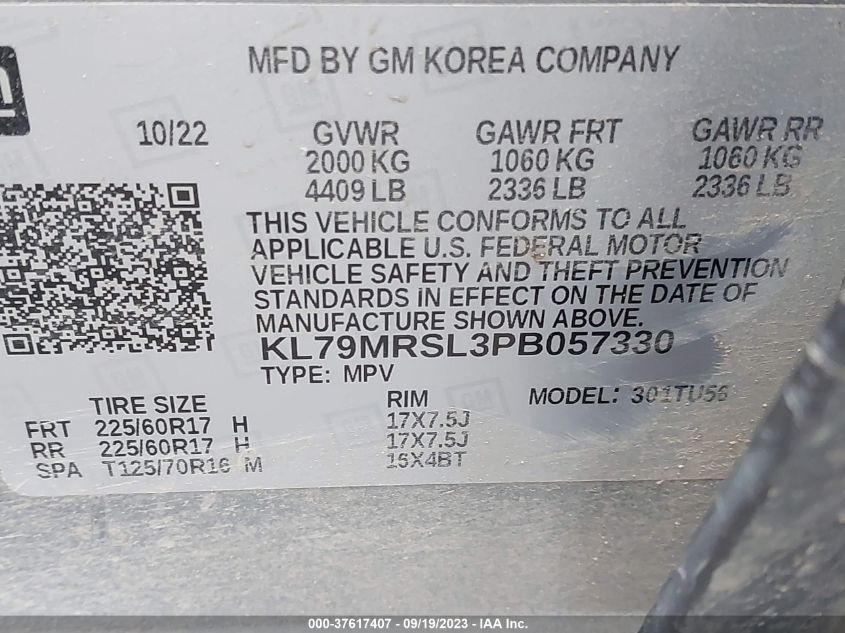 MFD BY GM KOREA COMPANY
10/22 GVWR GAWR FRT GAWR RR
2000 KG 1060 KG 1060 KG
4409 LB 2336 LB 2336 LB
THIS VEHICLE CONFORMS TO ALL
APPLICABLE U.S. FEDERAL MOTOR
VEHICLE SAFETY AND THEFT PREVENTION
STANDARDS IN EFFECT ON THE DATE OF
MANUFACTURE SHOWN ABOVE.
KL79MRSL3PB057330
TYPE: MPV
TIRE SIZE RIM MODEL: 301TU56
FRT 225/60R17 H 17X7.5J
RR 225/60R17 H 17X7.5J
SPA T125/70R16 M 16X4BT
000-37617407 - 09/19/2023 - IAA Inc.